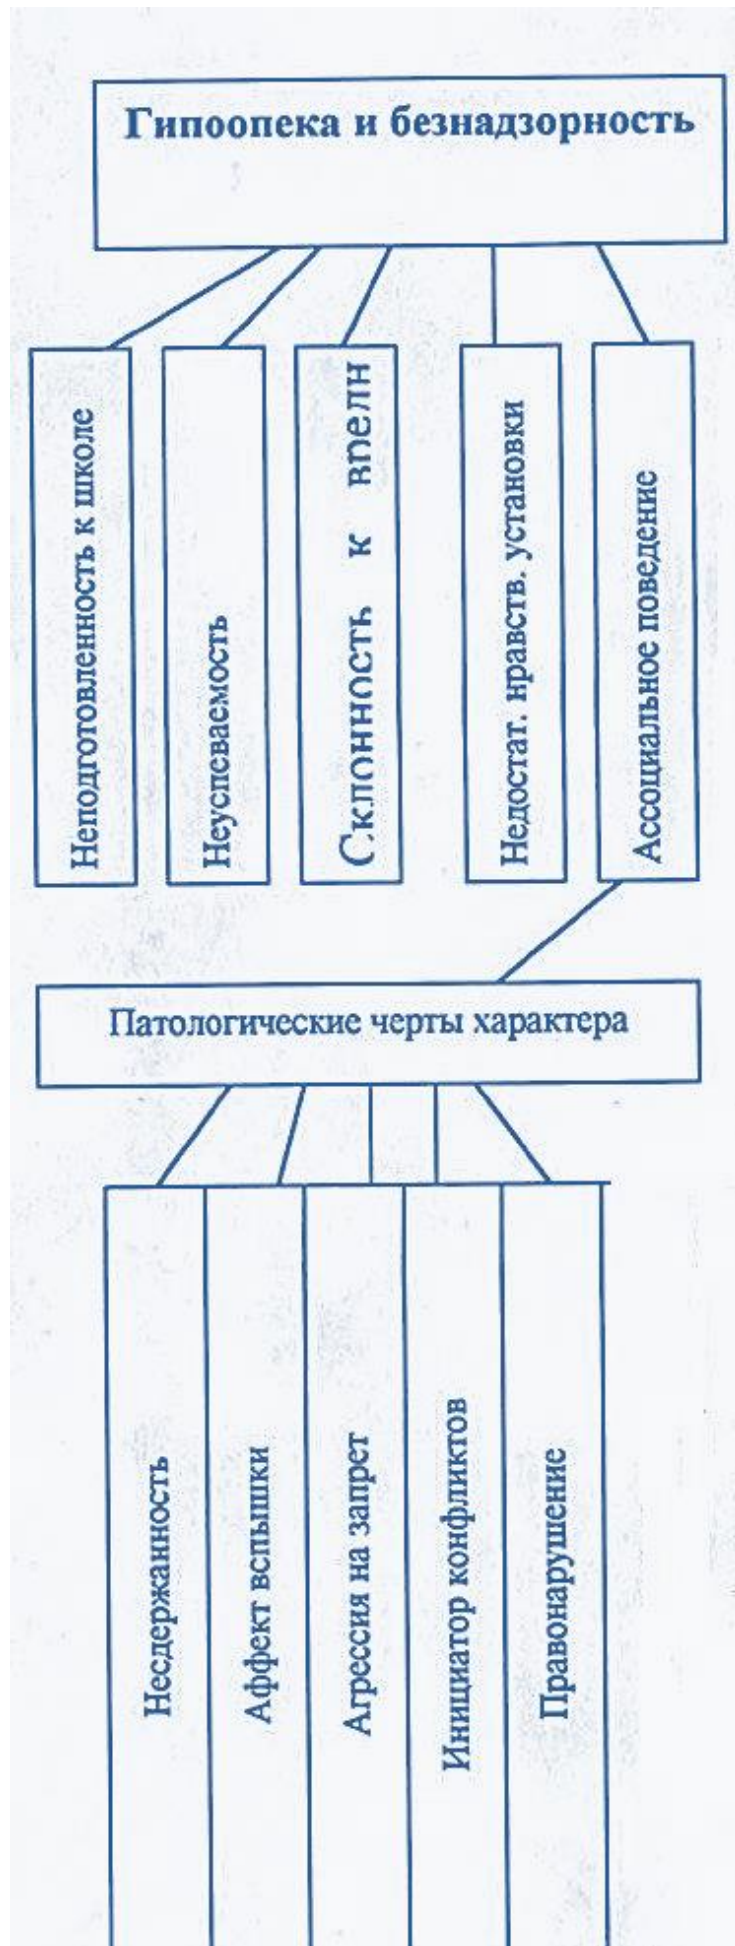 Гипоопека и безнадзорность
Неподготовленность к школе
Неуспеваемость
Склонность к
Недостат. нравств. установки
Ассоциальное поведение
Патологические черты характера
Несдержанность
Аффект вспышки
Агрессия на запрет
Инициатор конфликтов
Правонарушение